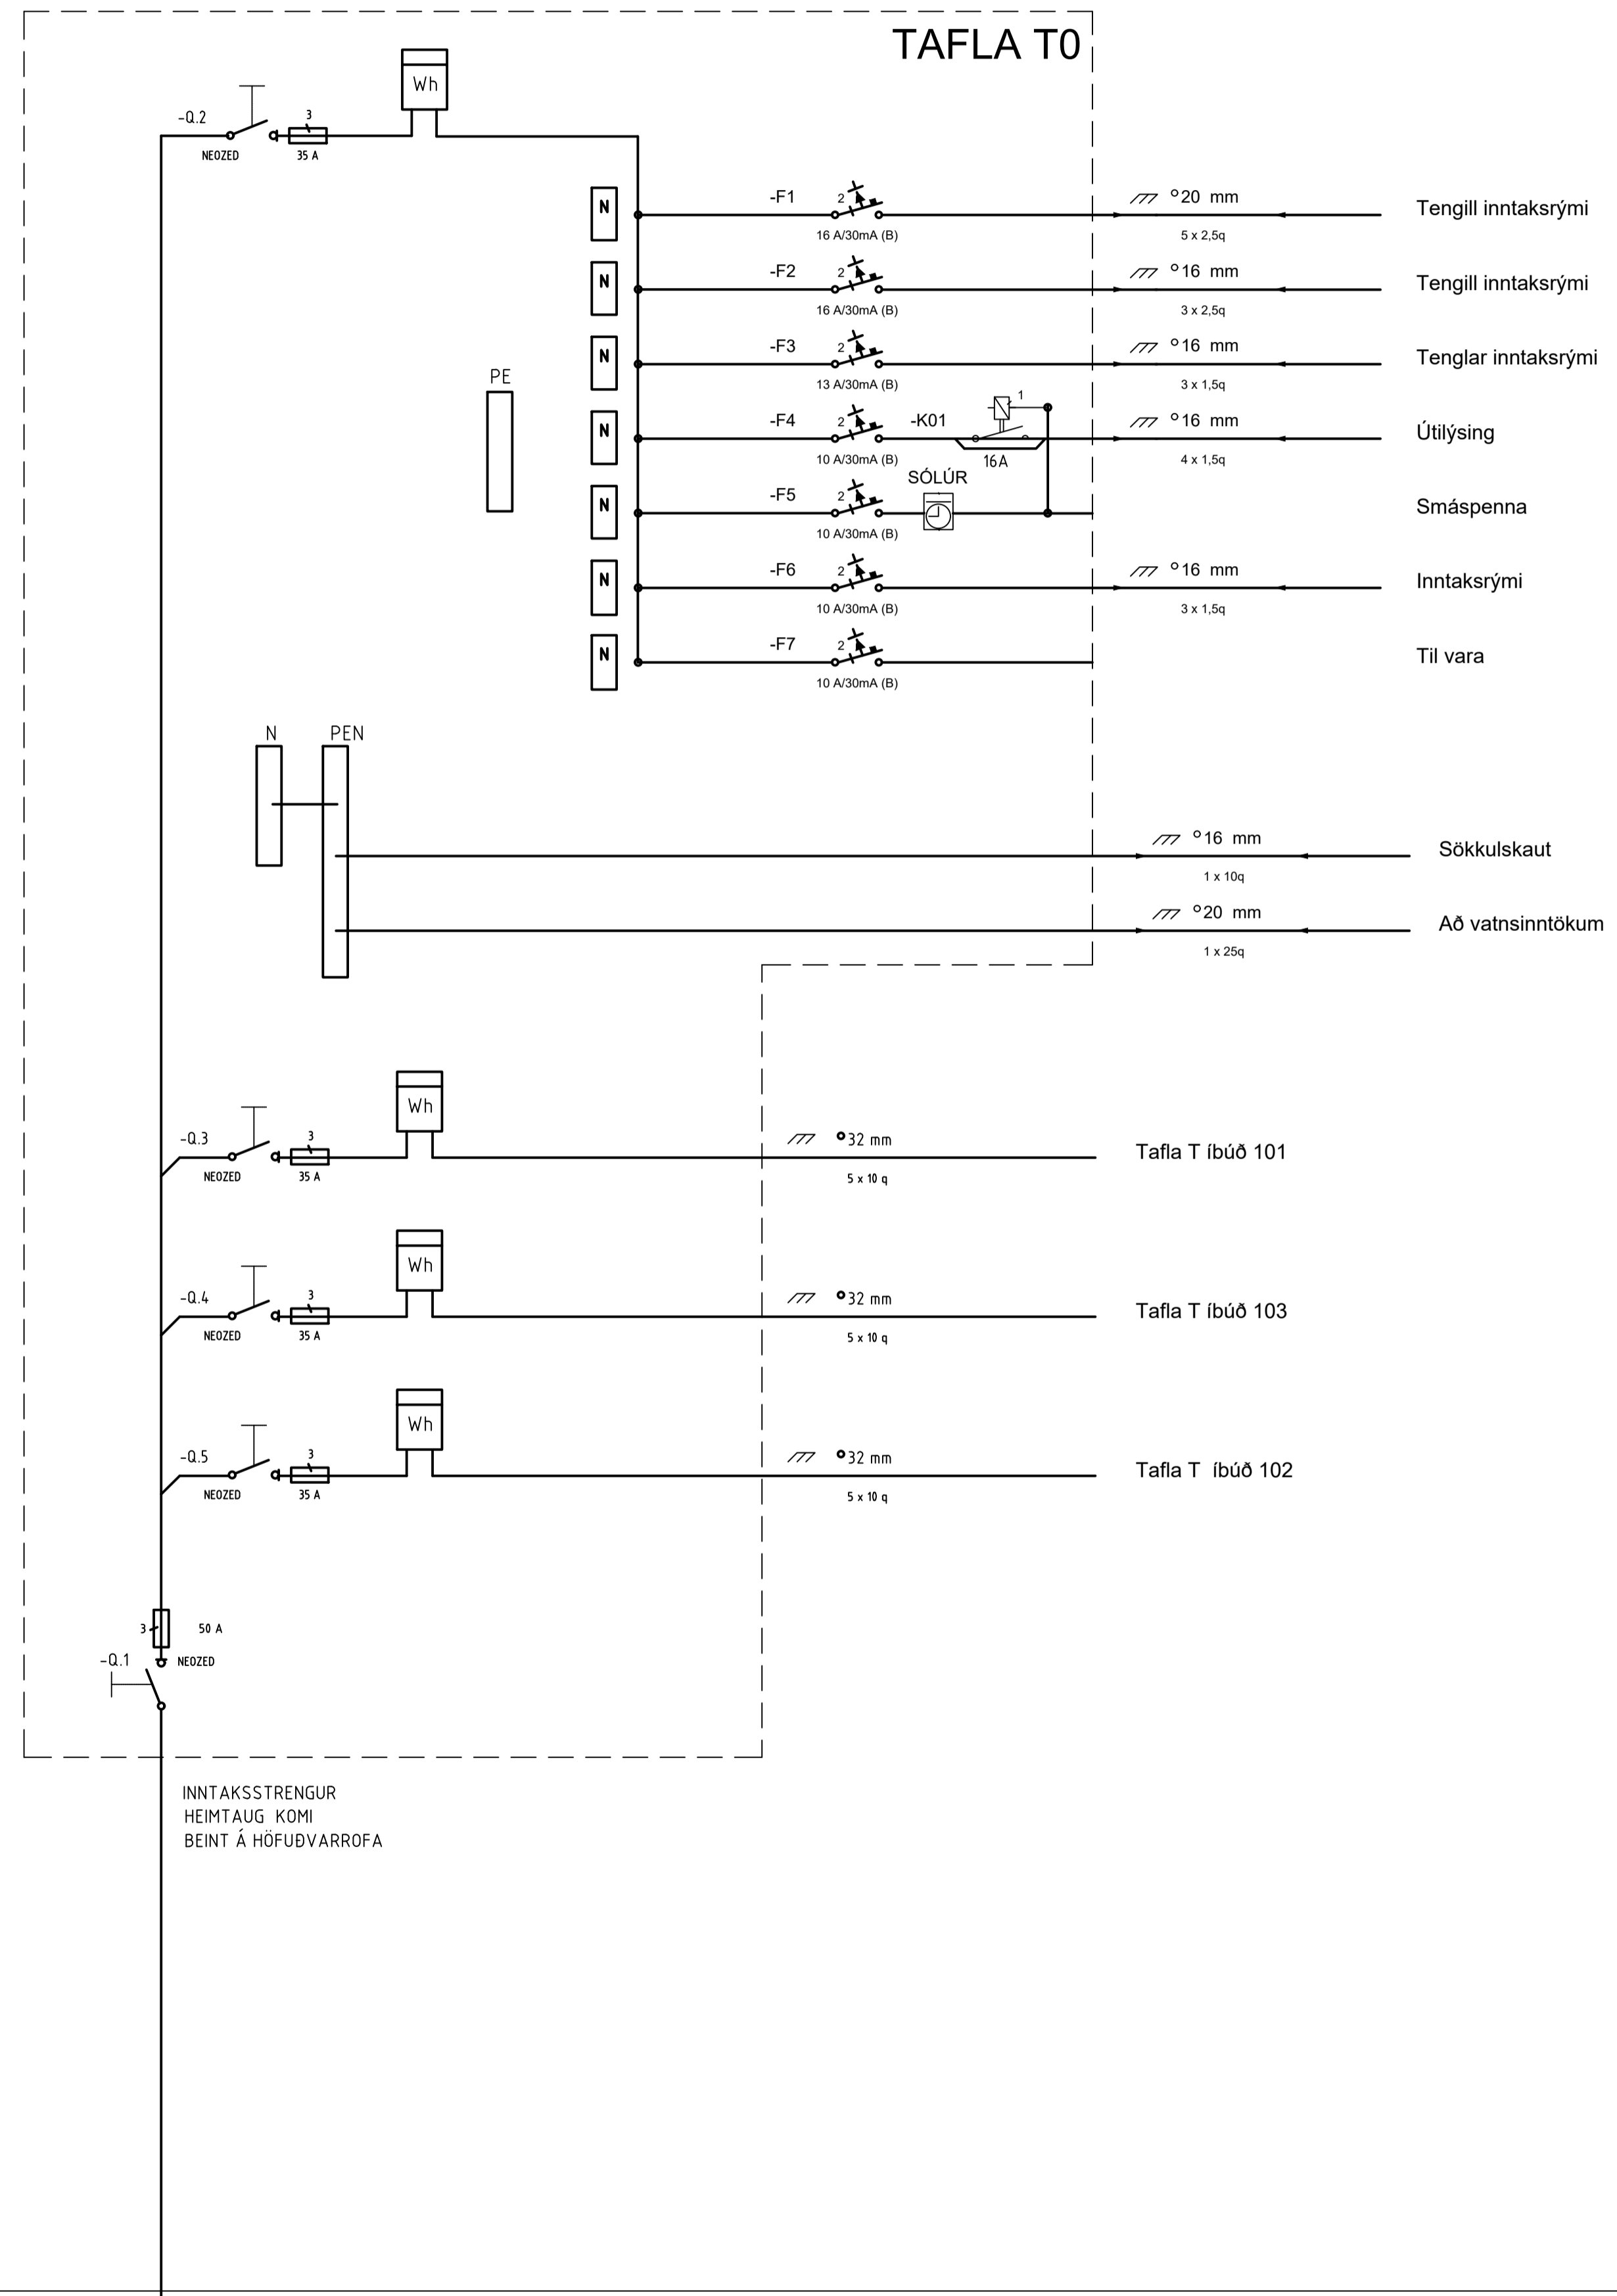 TAFLA T0
Wh
-Q.2
3
NEOZED
35 A
N
-F1
2
16 A/30mA (B)
20 mm
5 x 2,5q
Tengill inntaksrými
N
-F2
2
16 A/30mA (B)
16 mm
3 x 2,5q
Tengill inntaksrými
N
-F3
2
13 A/30mA (B)
16 mm
3 x 1,5q
Tenglar inntaksrými
PE
N
-F4
2
10 A/30mA (B)
-K01
1
16A
16 mm
4 x 1,5q
Útilýsing
N
-F5
2
10 A/30mA (B)
SÓLÚR
Smáspenna
N
-F6
2
10 A/30mA (B)
16 mm
3 x 1,5q
Inntaksrými
N
-F7
2
10 A/30mA (B)
Til vara
N
PEN
16 mm
1 x 10q
Sökkulskaut
20 mm
1 x 25q
Að vatnsinntökum
Wh
-Q.3
3
NEOZED
35 A
32 mm
5 x 10 q
Tafla T íbúð 101
Wh
-Q.4
3
NEOZED
35 A
32 mm
5 x 10 q
Tafla T íbúð 103
Wh
-Q.5
3
NEOZED
35 A
32 mm
5 x 10 q
Tafla T íbúð 102
3
50 A
-Q.1
NEOZED
INNTAKSSTRENGUR
HEIMTAUG KOMI
BEINT Á HÖFUÐVARROFA